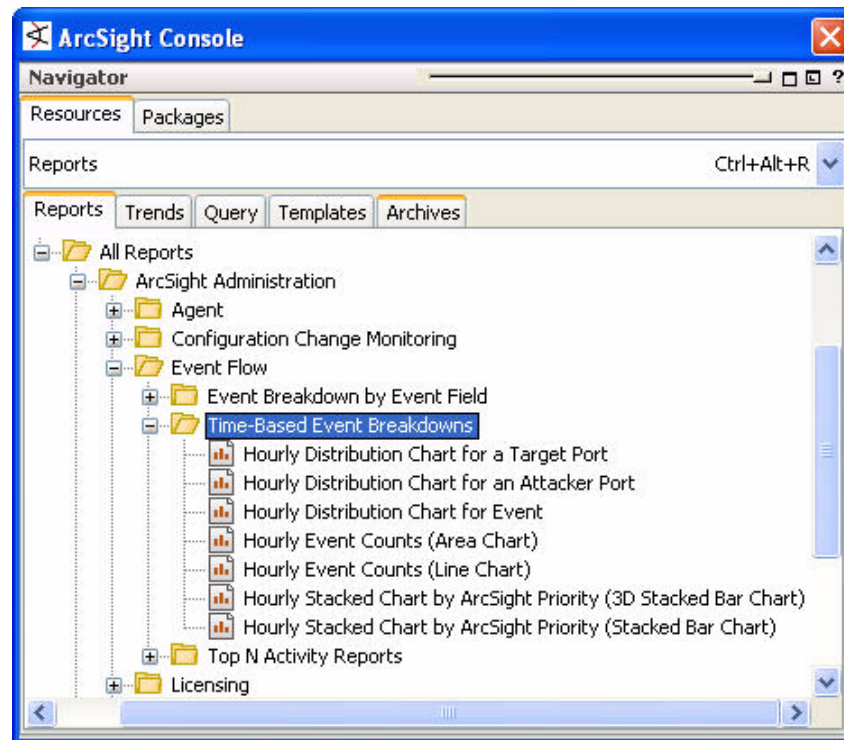 ArcSight Console
Navigator ?
Resources Packages
Reports Ctrl+Alt+R
Reports Trends Query Templates Archives
All Reports
ArcSight Administration
Agent
Configuration Change Monitoring
Event Flow
Event Breakdown by Event Field
Time-Based Event Breakdowns
Hourly Distribution Chart for a Target Port
Hourly Distribution Chart for an Attacker Port
Hourly Distribution Chart for Event
Hourly Event Counts (Area Chart)
Hourly Event Counts (Line Chart)
Hourly Stacked Chart by ArcSight Priority (3D Stacked Bar Chart)
Hourly Stacked Chart by ArcSight Priority (Stacked Bar Chart)
Top N Activity Reports
Licensing